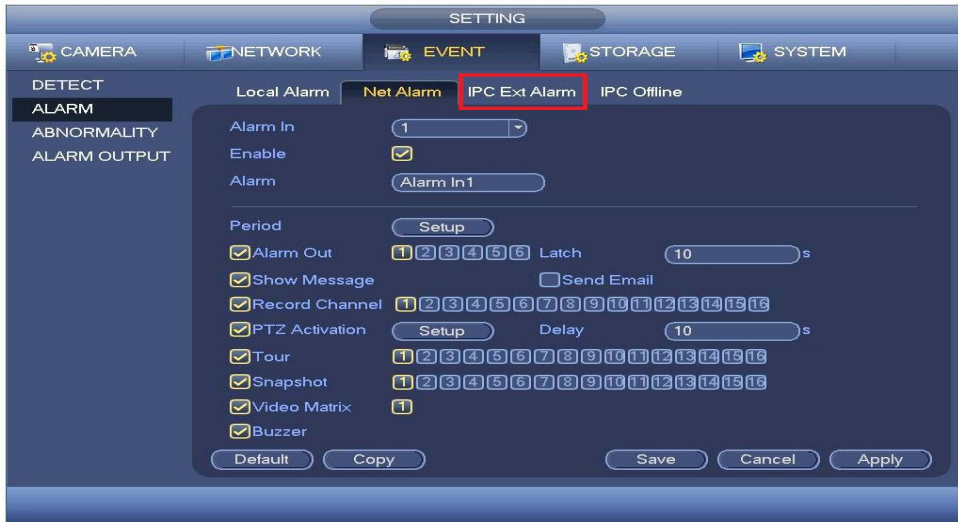 SETTING
CAMERA NETWORK EVENT STORAGE SYSTEM
DETECT
ALARM
ABNORMALITY
ALARM OUTPUT
Local Alarm Net Alarm IPC Ext Alarm IPC Offline
Alarm In 1
Enable
Alarm Alarm In1
Period Setup
Alarm Out 1 2 3 4 5 6 Latch 10 s
Show Message Send Email
Record Channel 1 2 3 4 5 6 7 8 9 10 11 12 13 14 15 16
PTZ Activation Setup Delay 10 s
Tour 1 2 3 4 5 6 7 8 9 10 11 12 13 14 15 16
Snapshot 1 2 3 4 5 6 7 8 9 10 11 12 13 14 15 16
Video Matrix 1
Buzzer
Default Copy Save Cancel Apply